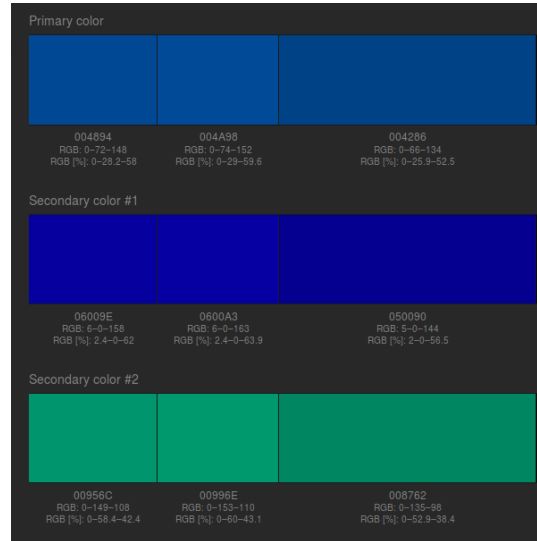 Primary color
004894 004A98 004286
RGB: 0–72–148 RGB: 0–74–152 RGB: 0–66–134
RGB [%]: 0–28.2–58 RGB [%]: 0–29–59.6 RGB [%]: 0–25.9–52.5
Secondary color #1
06009E 0600A3 050090
RGB: 6–0–158 RGB: 6–0–163 RGB: 5–0–144
RGB [%]: 2.4–0–62 RGB [%]: 2.4–0–63.9 RGB [%]: 2–0–56.5
Secondary color #2
00956C 00996E 008762
RGB: 0–149–108 RGB: 0–153–110 RGB: 0–135–98
RGB [%]: 0–58.4–42.4 RGB [%]: 0–60–43.1 RGB [%]: 0–52.9–38.4